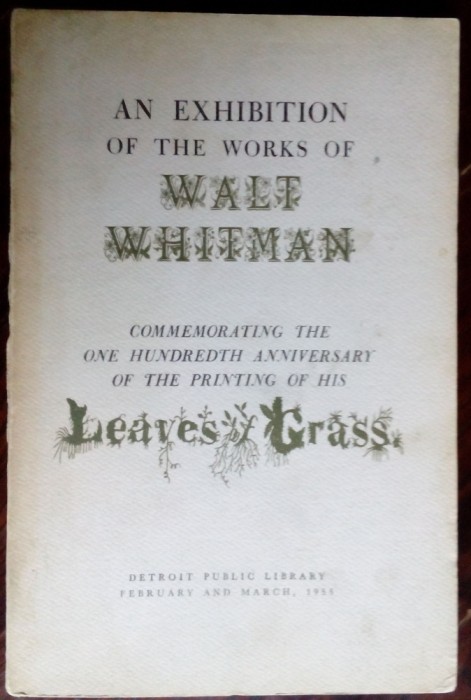 AN EXHIBITION
OF THE WORKS OF
WALT
WHITMAN
COMMEMORATING THE
ONE HUNDREDTH ANNIVERSARY
OF THE PRINTING OF HIS
Leaves of Grass.
DETROIT PUBLIC LIBRARY
FEBRUARY AND MARCH, 1955